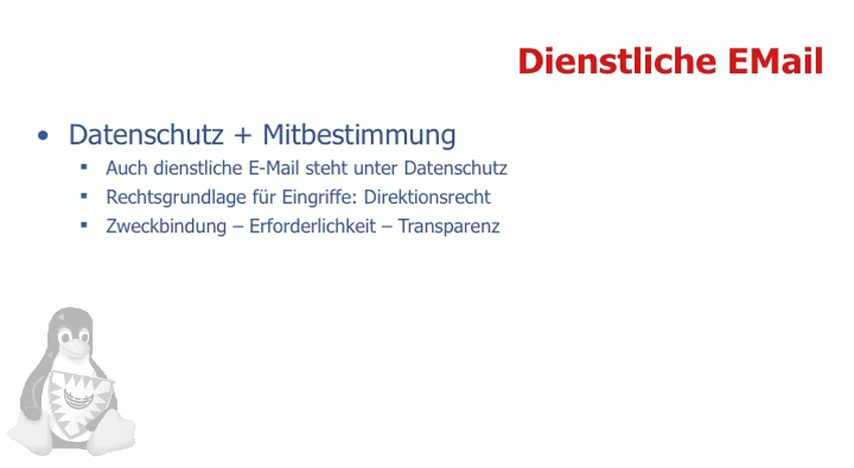 Dienstliche EMail
• Datenschutz + Mitbestimmung
▪ Auch dienstliche E-Mail steht unter Datenschutz
▪ Rechtsgrundlage für Eingriffe: Direktionsrecht
▪ Zweckbindung – Erforderlichkeit – Transparenz